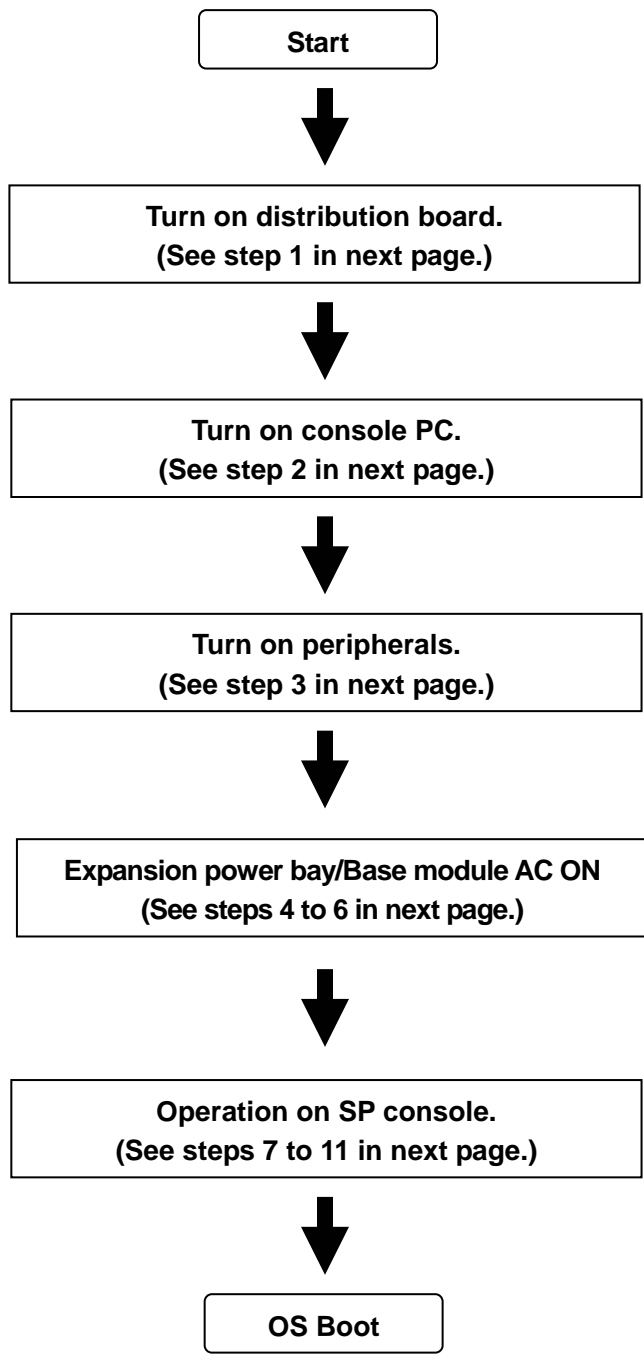 Start
Turn on distribution board.
(See step 1 in next page.)
Turn on console PC.
(See step 2 in next page.)
Turn on peripherals.
(See step 3 in next page.)
Expansion power bay/Base module AC ON
(See steps 4 to 6 in next page.)
Operation on SP console.
(See steps 7 to 11 in next page.)
OS Boot